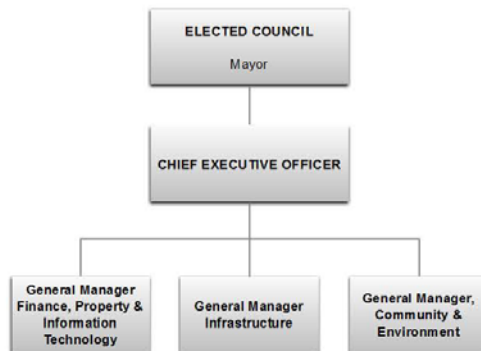 ELECTED COUNCIL
Mayor
CHIEF EXECUTIVE OFFICER
General Manager
Finance, Property &
Information
Technology
General Manager
Infrastructure
General Manager,
Community &
Environment